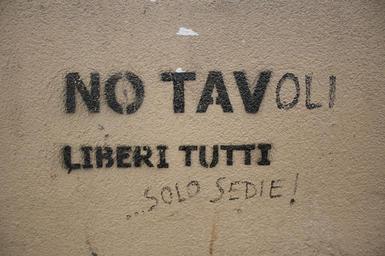 NO TAVOLI
LIBERI TUTTI
...SOLO SEDIE!